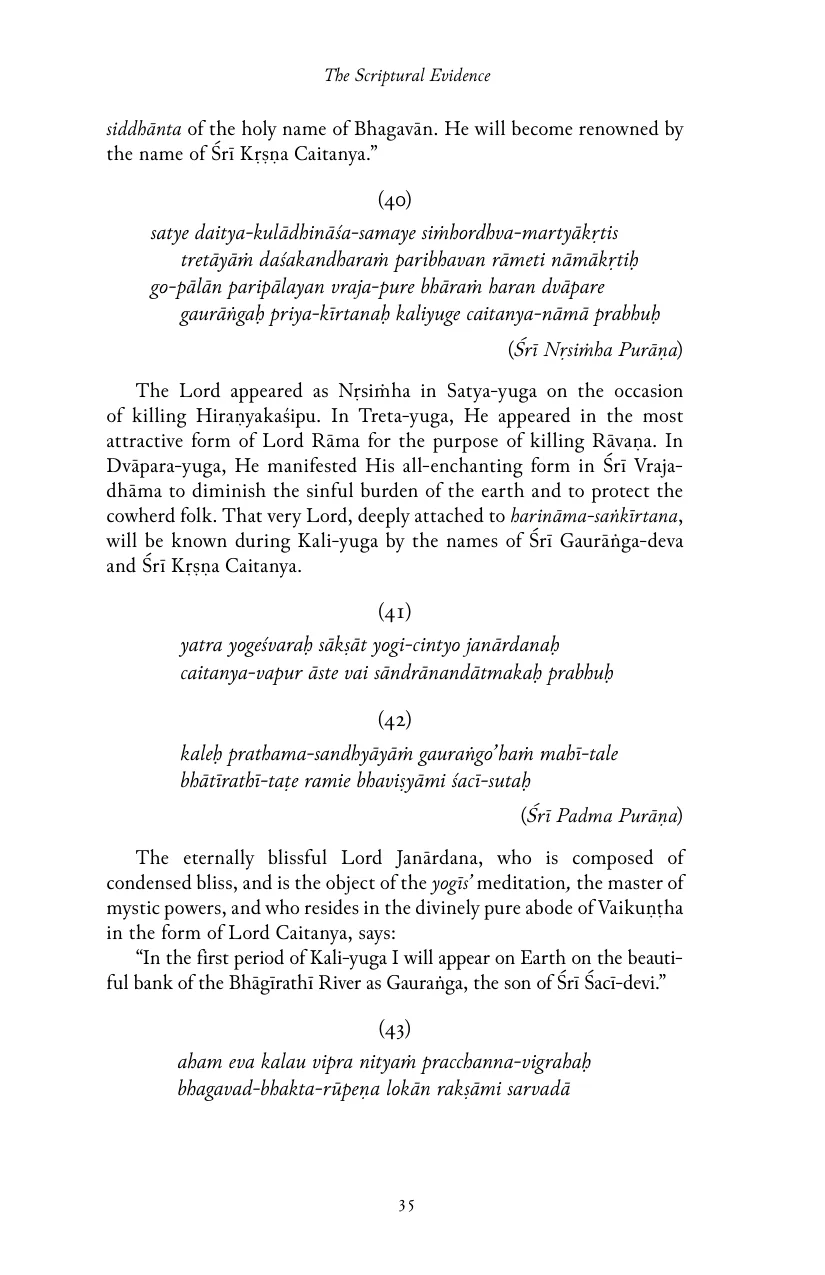 The Scriptural Evidence
siddhānta of the holy name of Bhagavān. He will become renowned by
the name of Śrī Kṛṣṇa Caitanya.”
(40)
satye daitya-kulādhināśa-samaye siṁhordhva-martyākṛtis
tretāyāṁ daśakandharaṁ paribhavan rāmeti nāmākṛtiḥ
go-pālān paripālayan vraja-pure bhāraṁ haran dvāpare
gaurāṅgaḥ priya-kīrtanaḥ kaliyuge caitanya-nāmā prabhuḥ
(Śrī Nṛsiṁha Purāṇa)
The Lord appeared as Nṛsiṁha in Satya-yuga on the occasion
of killing Hiraṇyakaśipu. In Treta-yuga, He appeared in the most
attractive form of Lord Rāma for the purpose of killing Rāvaṇa. In
Dvāpara-yuga, He manifested His all-enchanting form in Śrī Vraja-
dhāma to diminish the sinful burden of the earth and to protect the
cowherd folk. That very Lord, deeply attached to harināma-saṅkīrtana,
will be known during Kali-yuga by the names of Śrī Gaurāṅga-deva
and Śrī Kṛṣṇa Caitanya.
(41)
yatra yogeśvaraḥ sākṣāt yogi-cintyo janārdanaḥ
caitanya-vapur āste vai sāndrānandātmakaḥ prabhuḥ
(42)
kaleḥ prathama-sandhyāyāṁ gauraṅgo’haṁ mahī-tale
bhātīrathī-taṭe ramie bhaviṣyāmi śacī-sutaḥ
(Śrī Padma Purāṇa)
The eternally blissful Lord Janārdana, who is composed of
condensed bliss, and is the object of the yogīs’ meditation, the master of
mystic powers, and who resides in the divinely pure abode of Vaikuṇṭha
in the form of Lord Caitanya, says:
“In the first period of Kali-yuga I will appear on Earth on the beauti-
ful bank of the Bhāgīrathī River as Gauraṅga, the son of Śrī Śacī-devi.”
(43)
aham eva kalau vipra nityaṁ pracchanna-vigrahaḥ
bhagavad-bhakta-rūpeṇa lokān rakṣāmi sarvadā
35